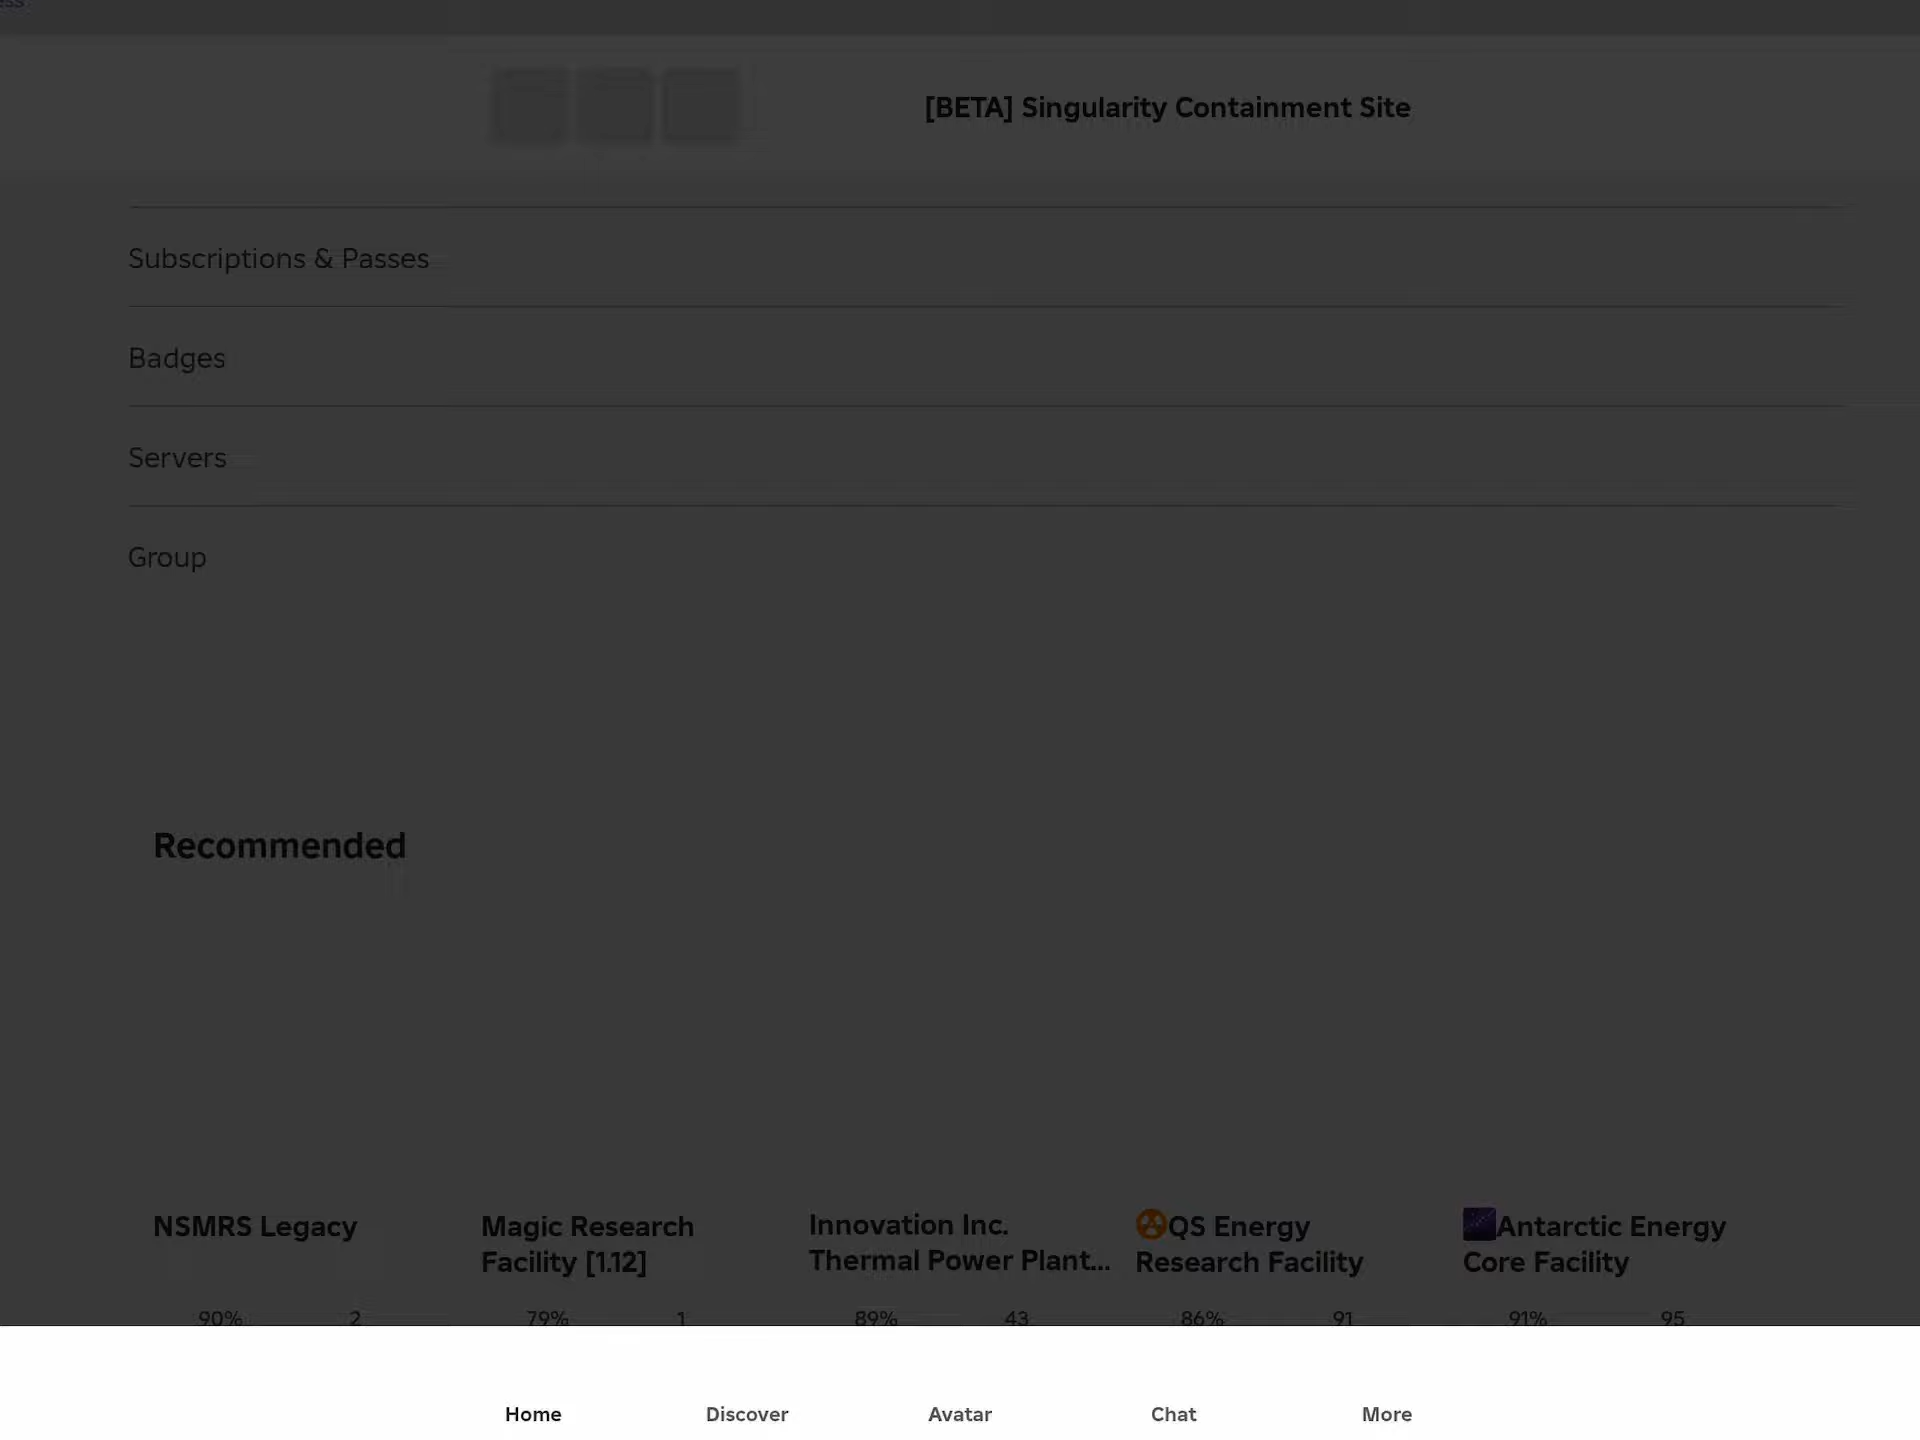 [BETA] Singularity Containment Site
Subscriptions & Passes
Badges
Servers
Group
Recommended
NSMRS Legacy
Magic Research
Facility [1.12]
Innovation Inc.
Thermal Power Plant...
QS Energy
Research Facility
Antarctic Energy
Core Facility
90% 2 79% 1 89% 43 86% 91 91% 95
Home Discover Avatar Chat More